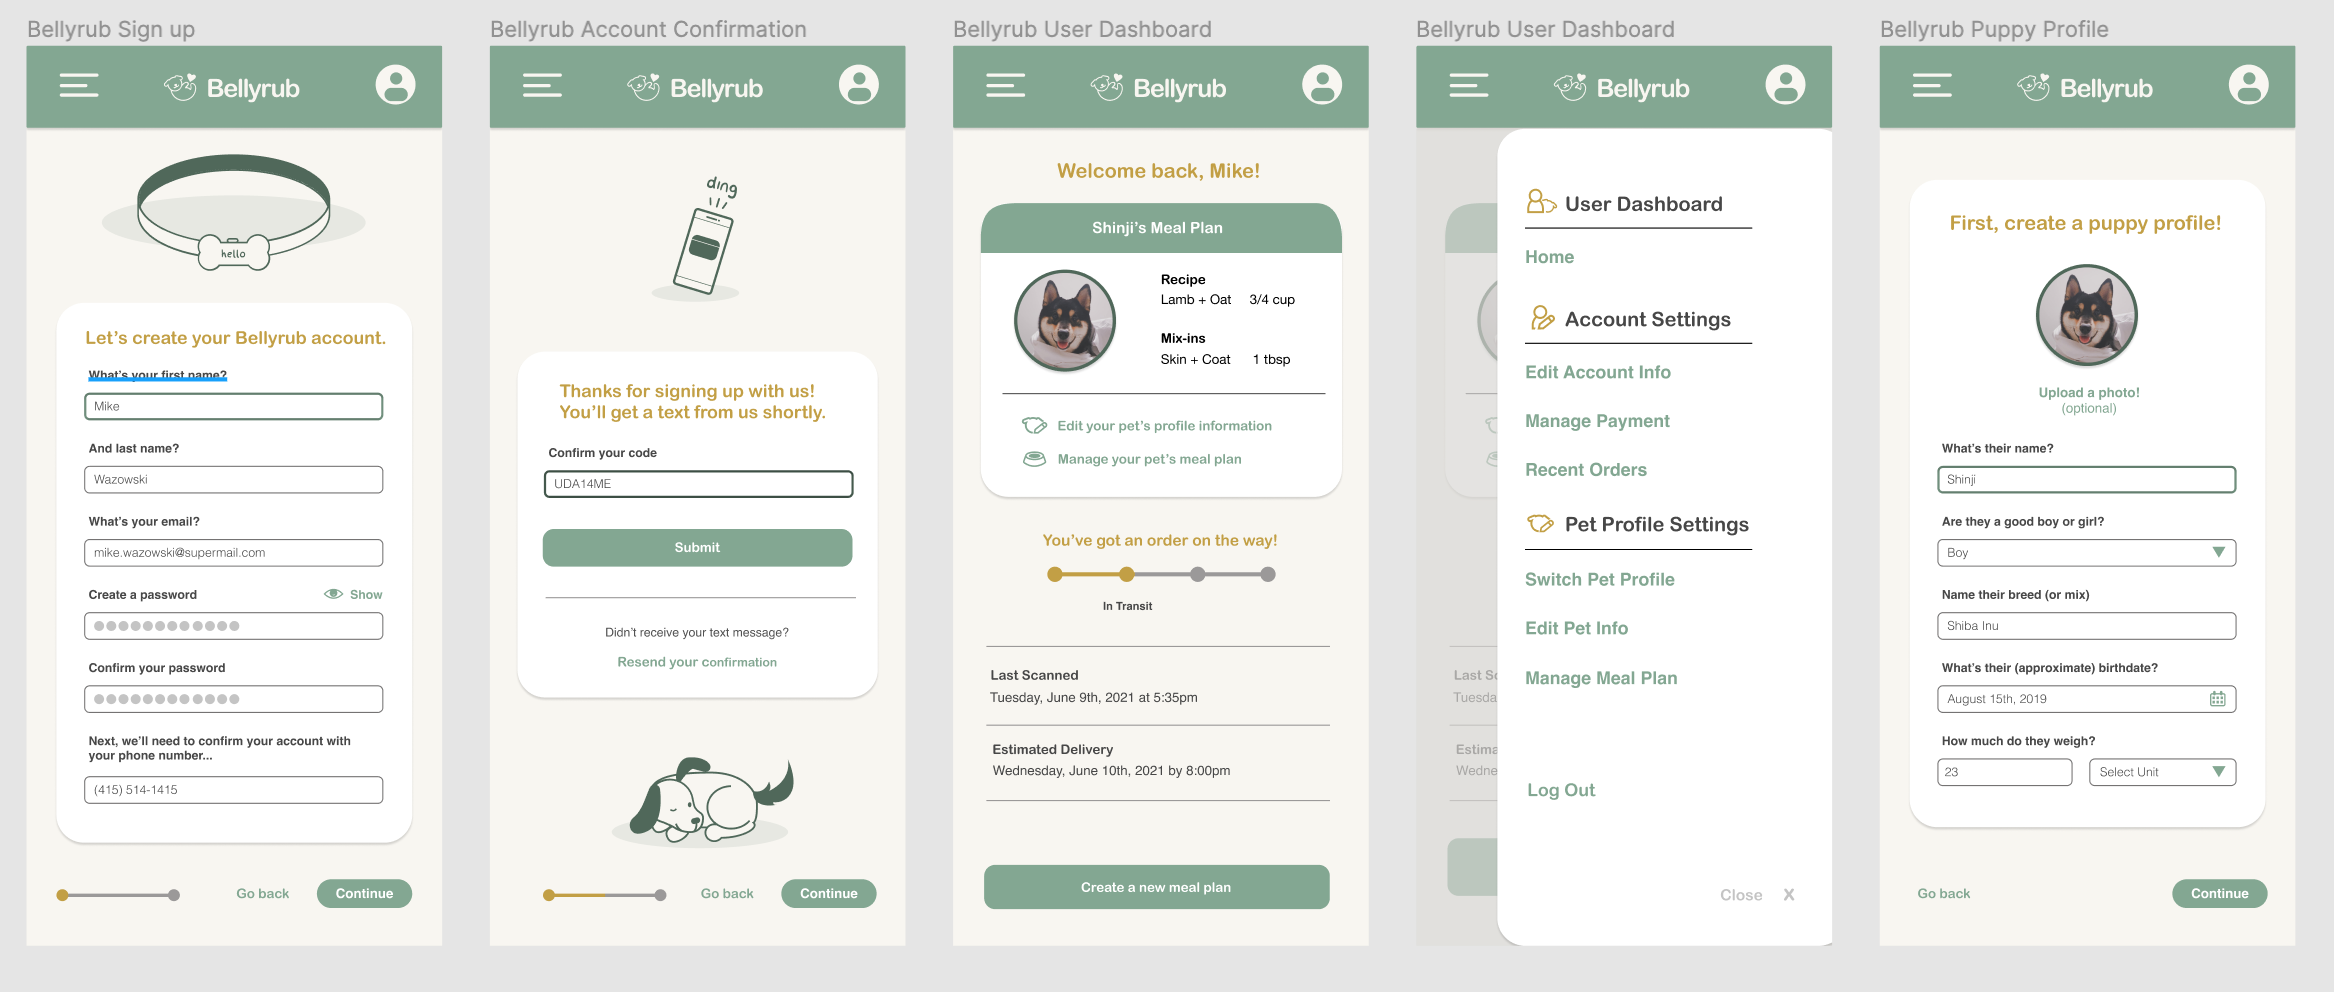 Bellyrub Sign up
Bellyrub
hello
Let's create your Bellyrub account.
What's your first name?
Mike
And last name?
Wazowski
What's your email?
mike.wazowski@supermail.com
Create a password
Show
Confirm your password
Next, we'll need to confirm your account with
your phone number...
(415) 514-1415
Go back
Continue
Bellyrub Account Confirmation
Bellyrub
ding
Thanks for signing up with us!
You'll get a text from us shortly.
Confirm your code
UDA14ME
Submit
Didn't receive your text message?
Resend your confirmation
Go back
Continue
Bellyrub User Dashboard
Bellyrub
Welcome back, Mike!
Shinji's Meal Plan
Recipe
Lamb + Oat 3/4 cup
Mix-ins
Skin + Coat 1 tbsp
Edit your pet's profile information
Manage your pet's meal plan
You've got an order on the way!
In Transit
Last Scanned
Tuesday, June 9th, 2021 at 5:35pm
Estimated Delivery
Wednesday, June 10th, 2021 by 8:00pm
Create a new meal plan
Bellyrub User Dashboard
Bellyrub
User Dashboard
Home
Account Settings
Edit Account Info
Manage Payment
Recent Orders
Pet Profile Settings
Switch Pet Profile
Edit Pet Info
Manage Meal Plan
Log Out
Close X
Last Sc
Tuesda
Estima
Wedne
Bellyrub Puppy Profile
Bellyrub
First, create a puppy profile!
Upload a photo!
(optional)
What's their name?
Shinji
Are they a good boy or girl?
Boy
Name their breed (or mix)
Shiba Inu
What's their (approximate) birthdate?
August 15th, 2019
How much do they weigh?
23
Select Unit
Go back
Continue